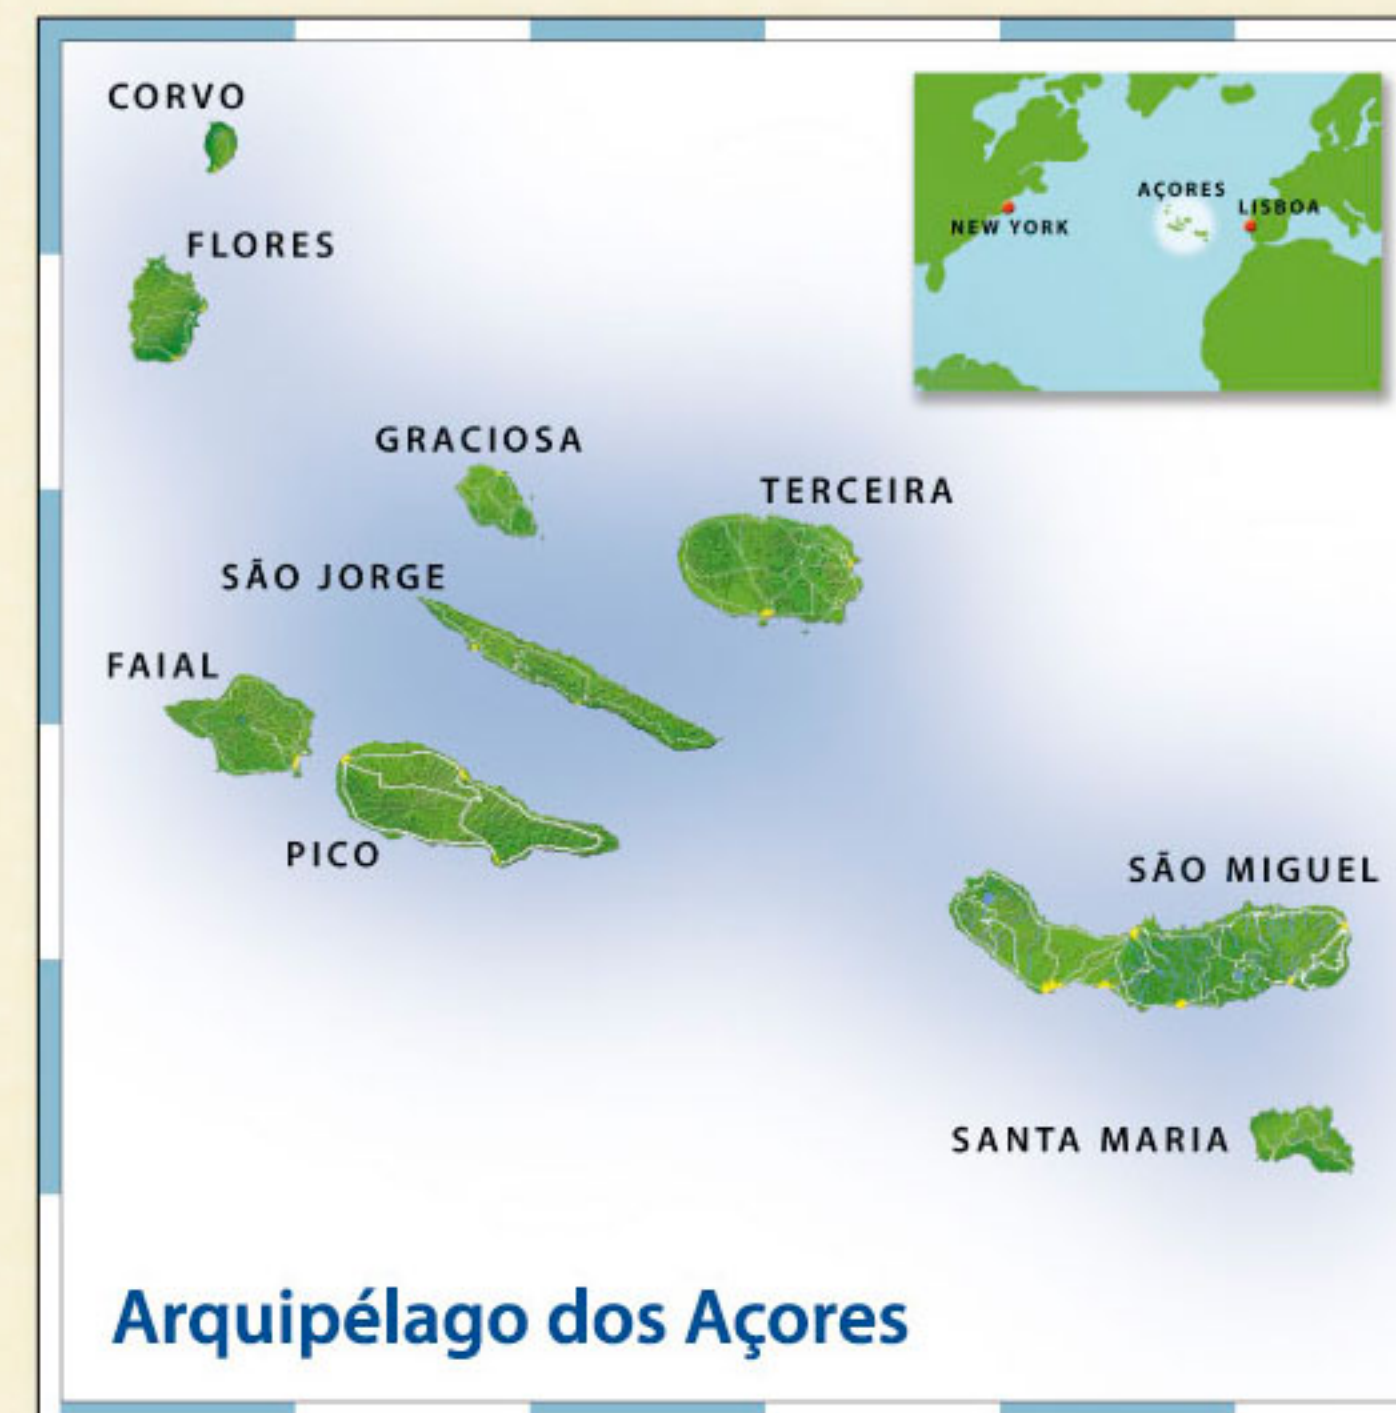 CORVO
FLORES
AÇORES
LISBOA
NEW YORK
GRACIOSA
TERCEIRA
SÃO JORGE
FAIAL
PICO
SÃO MIGUEL
SANTA MARIA
Arquipélago dos Açores